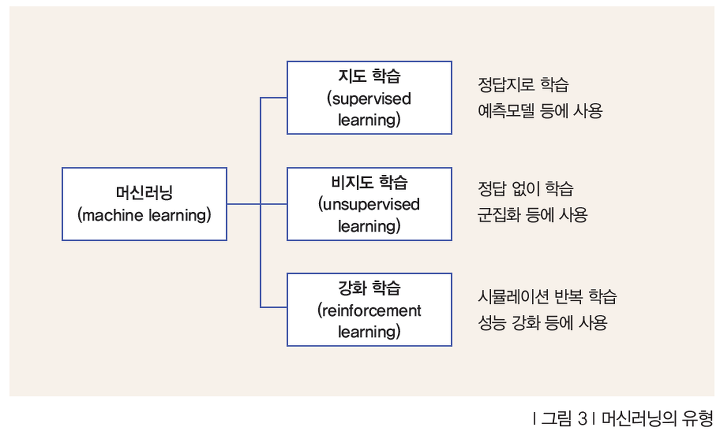 머신러닝
(machine learning)
지도 학습
(supervised
learning)
정답지로 학습
예측모델 등에 사용
비지도 학습
(unsupervised
learning)
정답 없이 학습
군집화 등에 사용
강화 학습
(reinforcement
learning)
시뮬레이션 반복 학습
성능 강화 등에 사용
| 그림 3 | 머신러닝의 유형